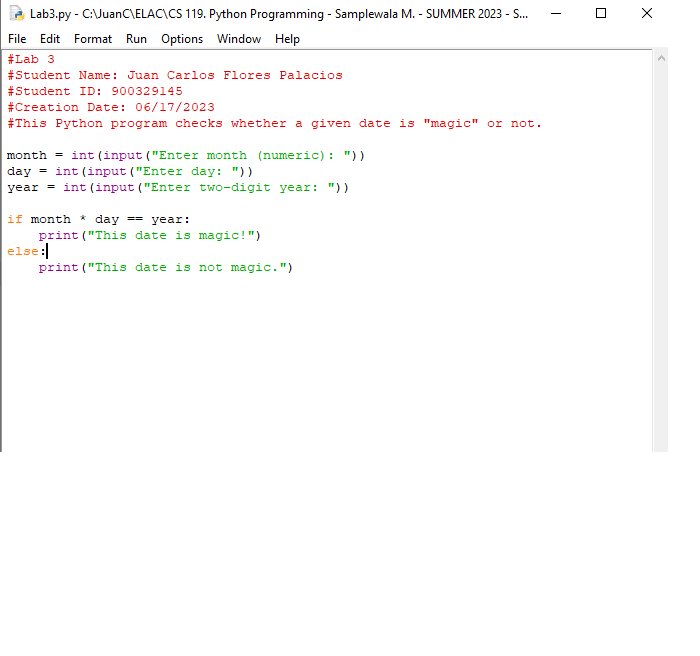 Lab3.py - C:\JuanC\ELAC\CS 119. Python Programming - Samplewala M. - SUMMER 2023 - S...
File Edit Format Run Options Window Help
#Lab 3
#Student Name: Juan Carlos Flores Palacios
#Student ID: 900329145
#Creation Date: 06/17/2023
#This Python program checks whether a given date is "magic" or not.
month = int(input("Enter month (numeric): "))
day = int(input("Enter day: "))
year = int(input("Enter two-digit year: "))
if month * day == year:
    print("This date is magic!")
else:
    print("This date is not magic.")